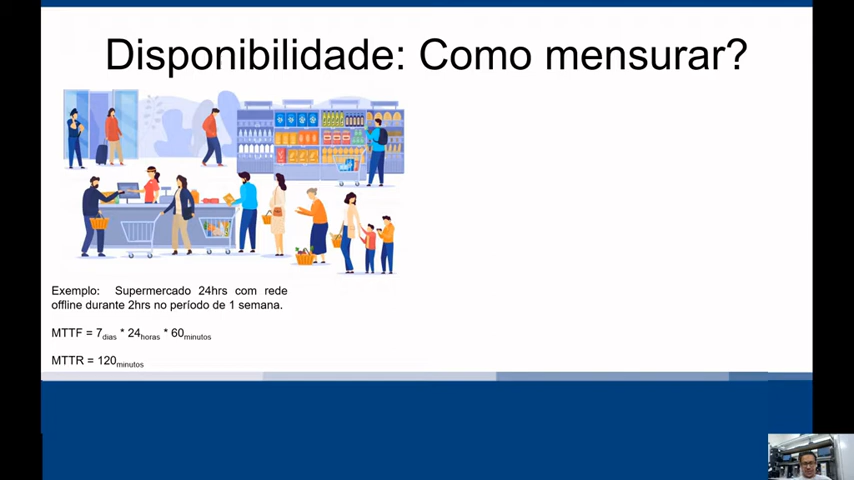 Disponibilidade: Como mensurar?
Exemplo: Supermercado 24hrs com rede
offline durante 2hrs no período de 1 semana.
MTTF = 7dias * 24horas * 60minutos
MTTR = 120minutos